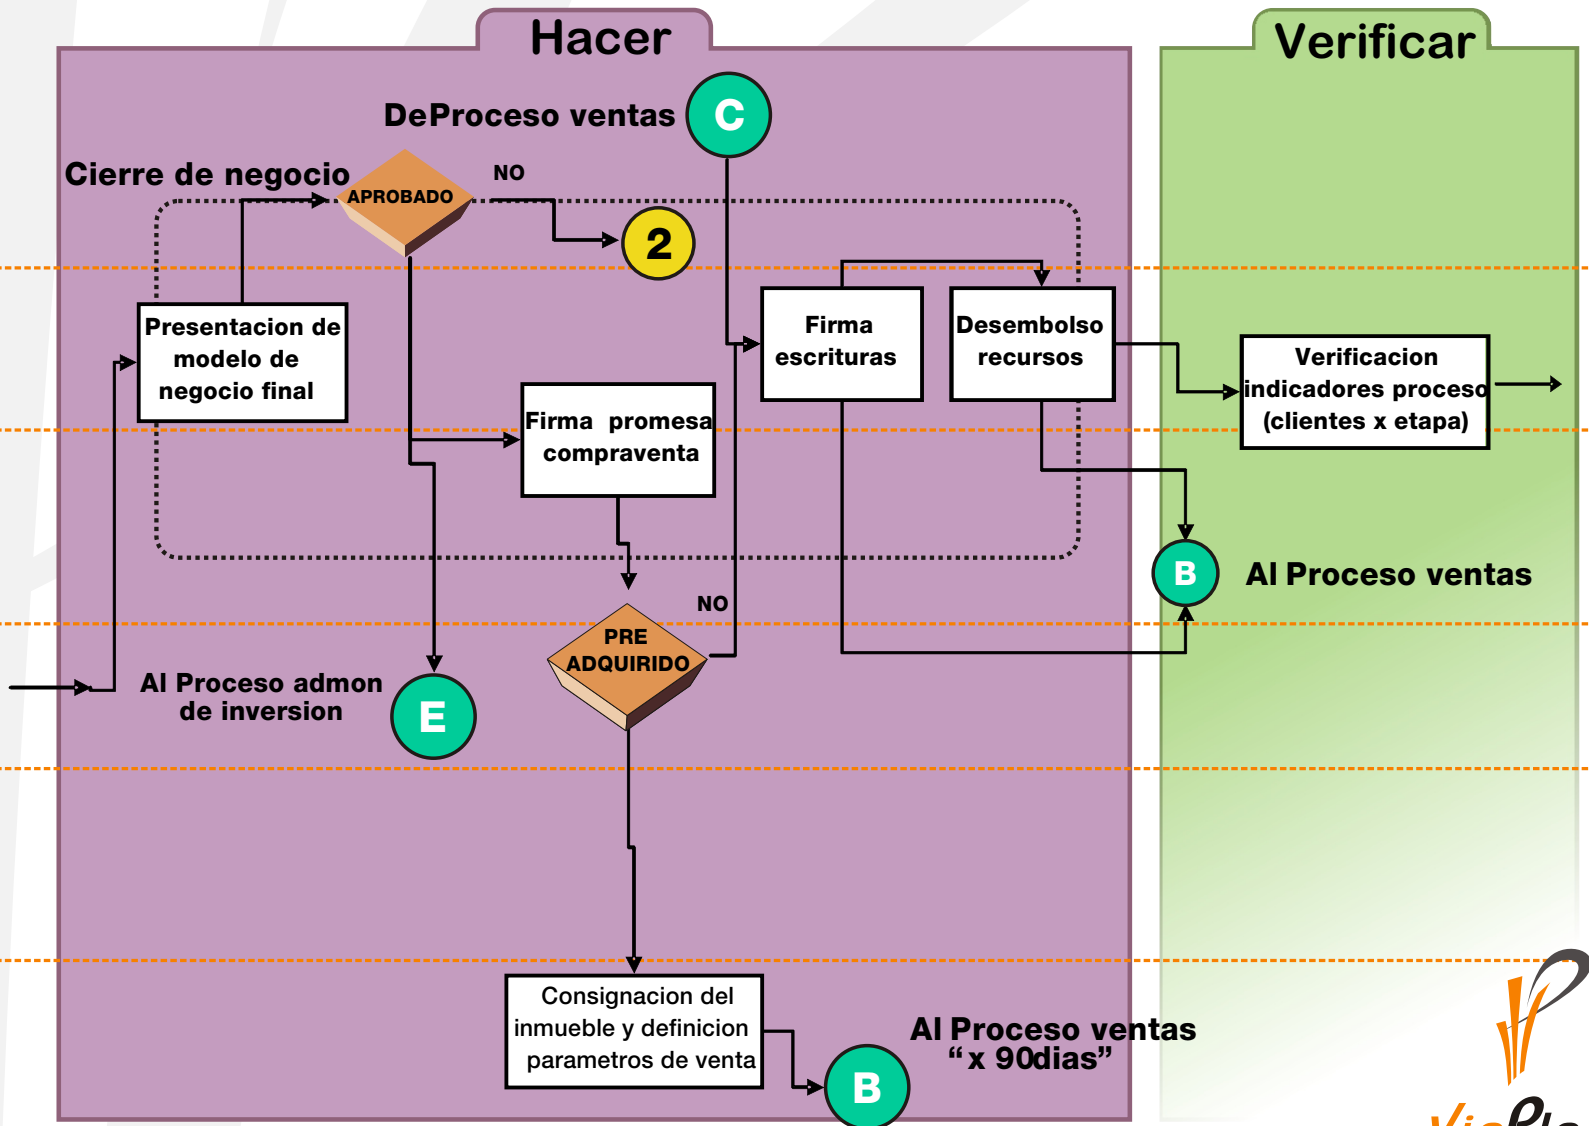 Hacer
Verificar
DeProceso ventas
C
Cierre de negocio
APROBADO
NO
2
Presentacion de
modelo de
negocio final
Firma
escrituras
Desembolso
recursos
Verificacion
indicadores proceso
(clientes x etapa)
Firma promesa
compraventa
B
Al Proceso ventas
NO
PRE
ADQUIRIDO
Al Proceso admon
de inversion
E
Consignacion del
inmueble y definicion
parametros de venta
Al Proceso ventas
“x 90dias”
B